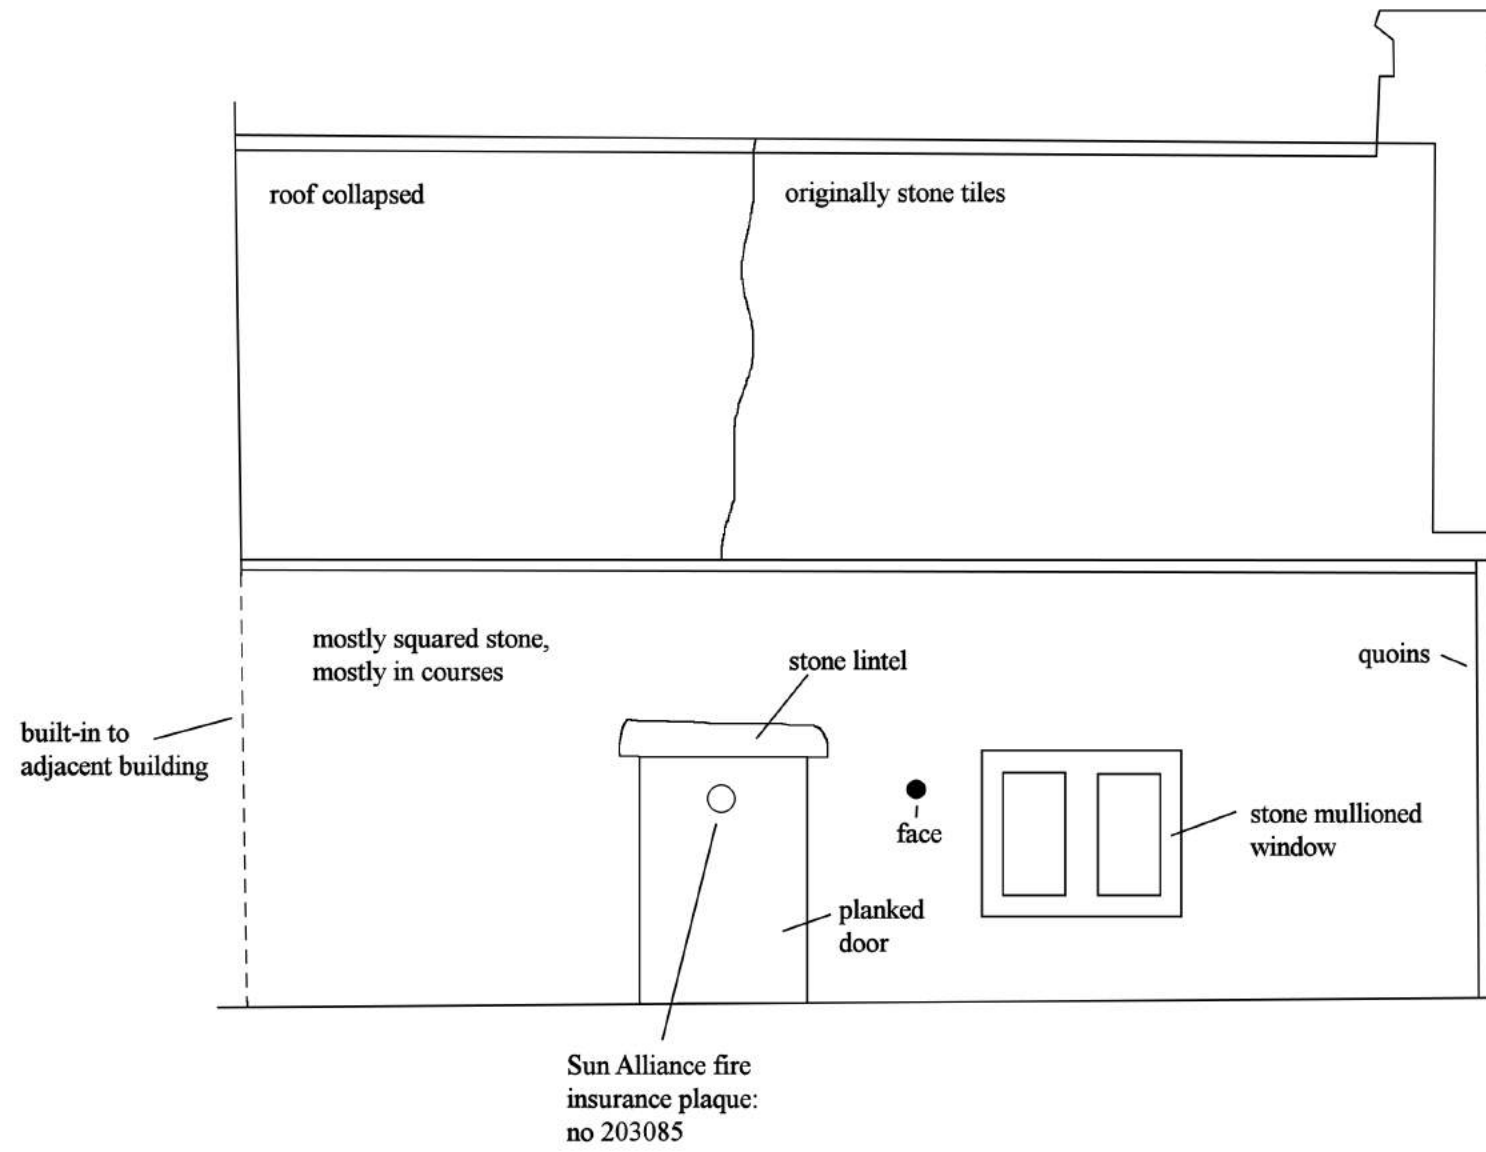 roof collapsed
originally stone tiles
mostly squared stone,
mostly in courses
stone lintel
quoins
built-in to
adjacent building
face
stone mullioned
window
planked
door
Sun Alliance fire
insurance plaque:
no 203085